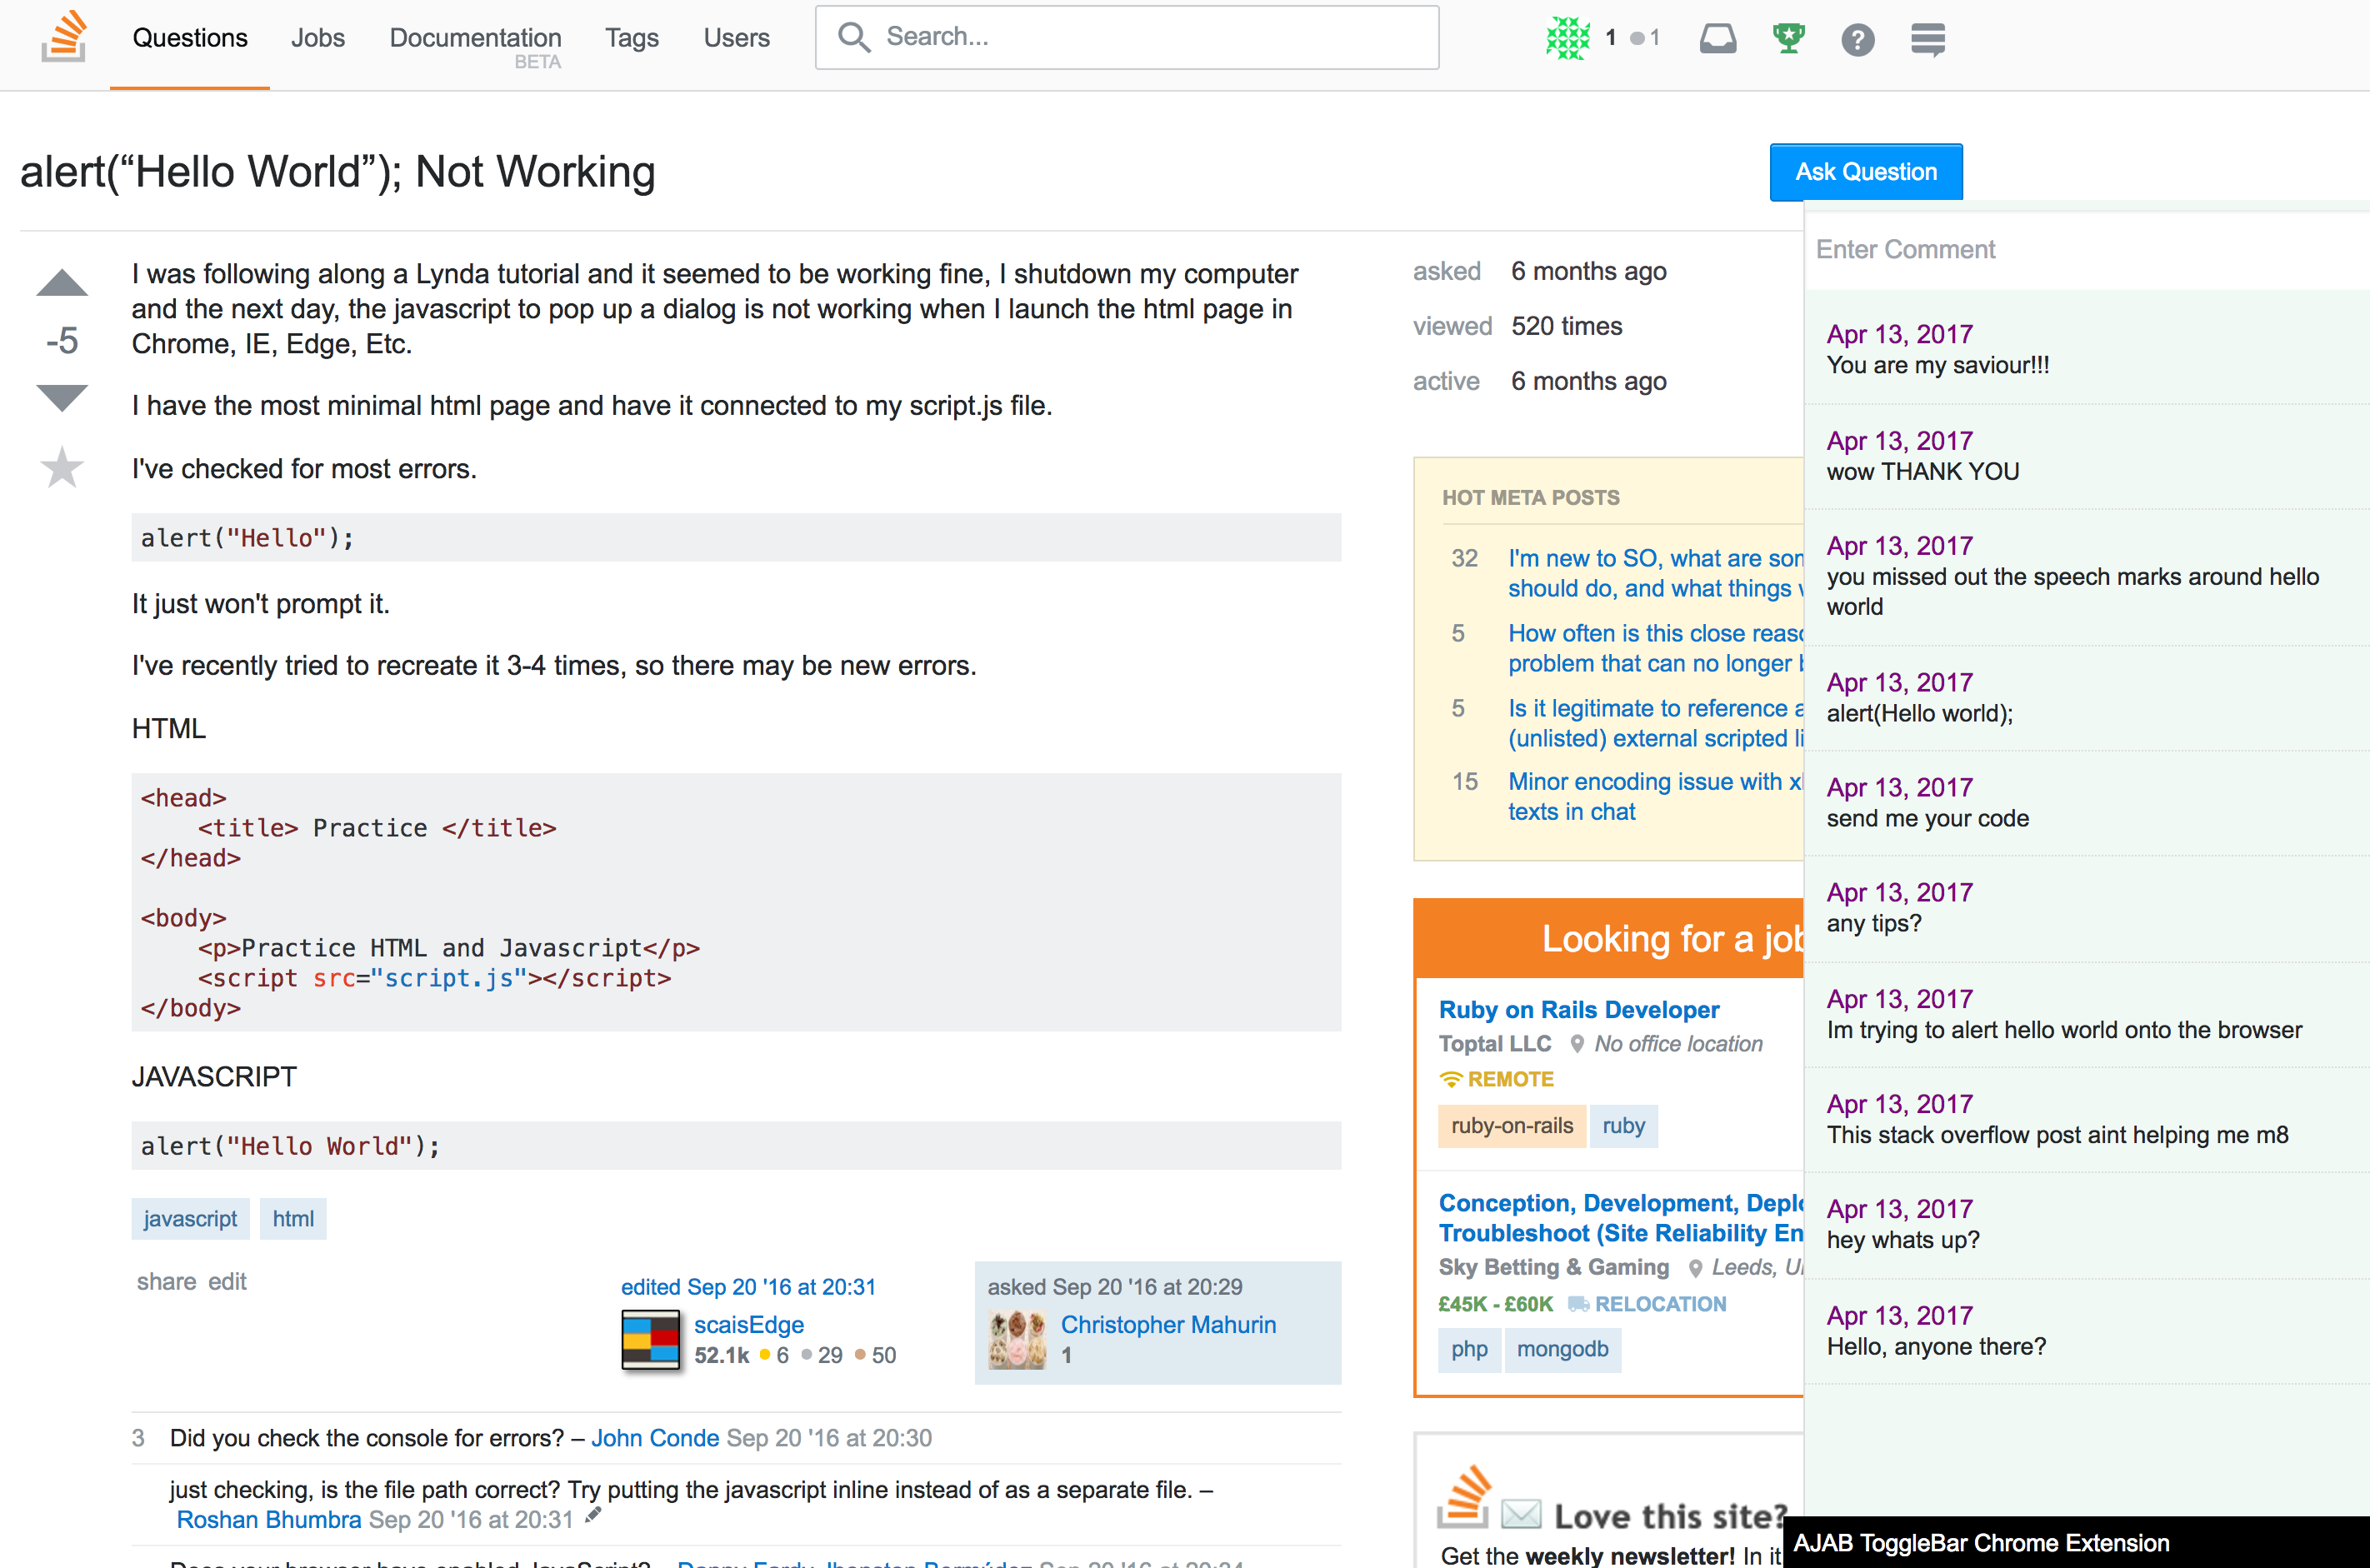 Questions Jobs Documentation Tags Users Search... 1 1
BETA
alert(“Hello World”); Not Working
Ask Question
I was following along a Lynda tutorial and it seemed to be working fine, I shutdown my computer
and the next day, the javascript to pop up a dialog is not working when I launch the html page in
Chrome, IE, Edge, Etc.
-5
I have the most minimal html page and have it connected to my script.js file.
I've checked for most errors.
alert("Hello");
It just won't prompt it.
I've recently tried to recreate it 3-4 times, so there may be new errors.
HTML
<head>
    <title> Practice </title>
</head>
<body>
    <p>Practice HTML and Javascript</p>
    <script src="script.js"></script>
</body>
JAVASCRIPT
alert("Hello World");
javascript html
share edit
edited Sep 20 '16 at 20:31
scaisEdge
52.1k 6 29 50
asked Sep 20 '16 at 20:29
Christopher Mahurin
1
3 Did you check the console for errors? – John Conde Sep 20 '16 at 20:30
just checking, is the file path correct? Try putting the javascript inline instead of as a separate file. –
Roshan Bhumbra Sep 20 '16 at 20:31
asked 6 months ago
viewed 520 times
active 6 months ago
HOT META POSTS
32 I'm new to SO, what are
should do, and what things
5 How often is this close
problem that can no longer
5 Is it legitimate to reference
(unlisted) external scripted
15 Minor encoding issue with
texts in chat
Looking for a job
Ruby on Rails Developer
Toptal LLC No office location
REMOTE
ruby-on-rails ruby
Conception, Development,
Troubleshoot (Site Reliability
Sky Betting & Gaming Leeds,
£45K - £60K RELOCATION
php mongodb
Love this site?
Get the weekly newsletter! In it
Enter Comment
Apr 13, 2017
You are my saviour!!!
Apr 13, 2017
wow THANK YOU
Apr 13, 2017
you missed out the speech marks around hello
world
Apr 13, 2017
alert(Hello world);
Apr 13, 2017
send me your code
Apr 13, 2017
any tips?
Apr 13, 2017
Im trying to alert hello world onto the browser
Apr 13, 2017
This stack overflow post aint helping me m8
Apr 13, 2017
hey whats up?
Apr 13, 2017
Hello, anyone there?
AJAB ToggleBar Chrome Extension